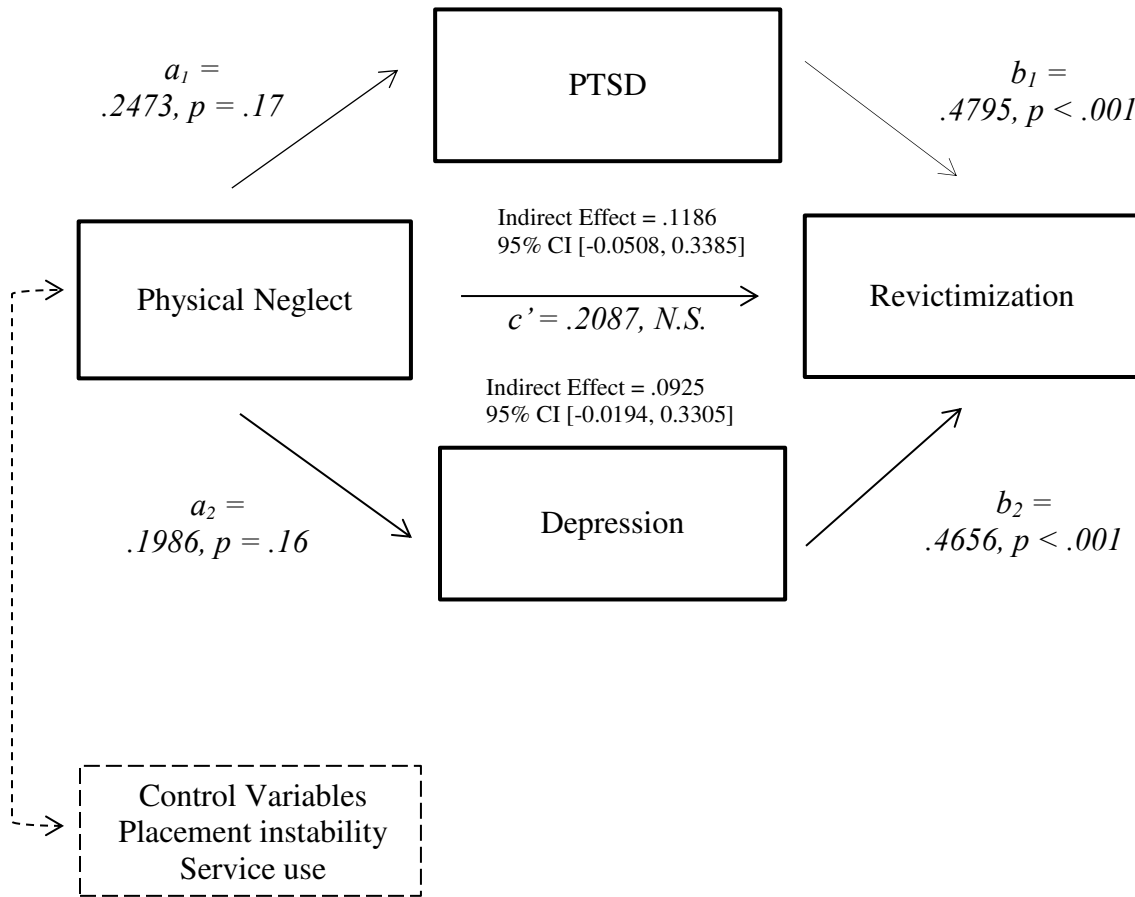 a1 =
.2473, p = .17
PTSD
b1 =
.4795, p < .001
Indirect Effect = .1186
95% CI [-0.0508, 0.3385]
Physical Neglect
c’ = .2087, N.S.
Revictimization
Indirect Effect = .0925
95% CI [-0.0194, 0.3305]
a2 =
.1986, p = .16
Depression
b2 =
.4656, p < .001
Control Variables
Placement instability
Service use